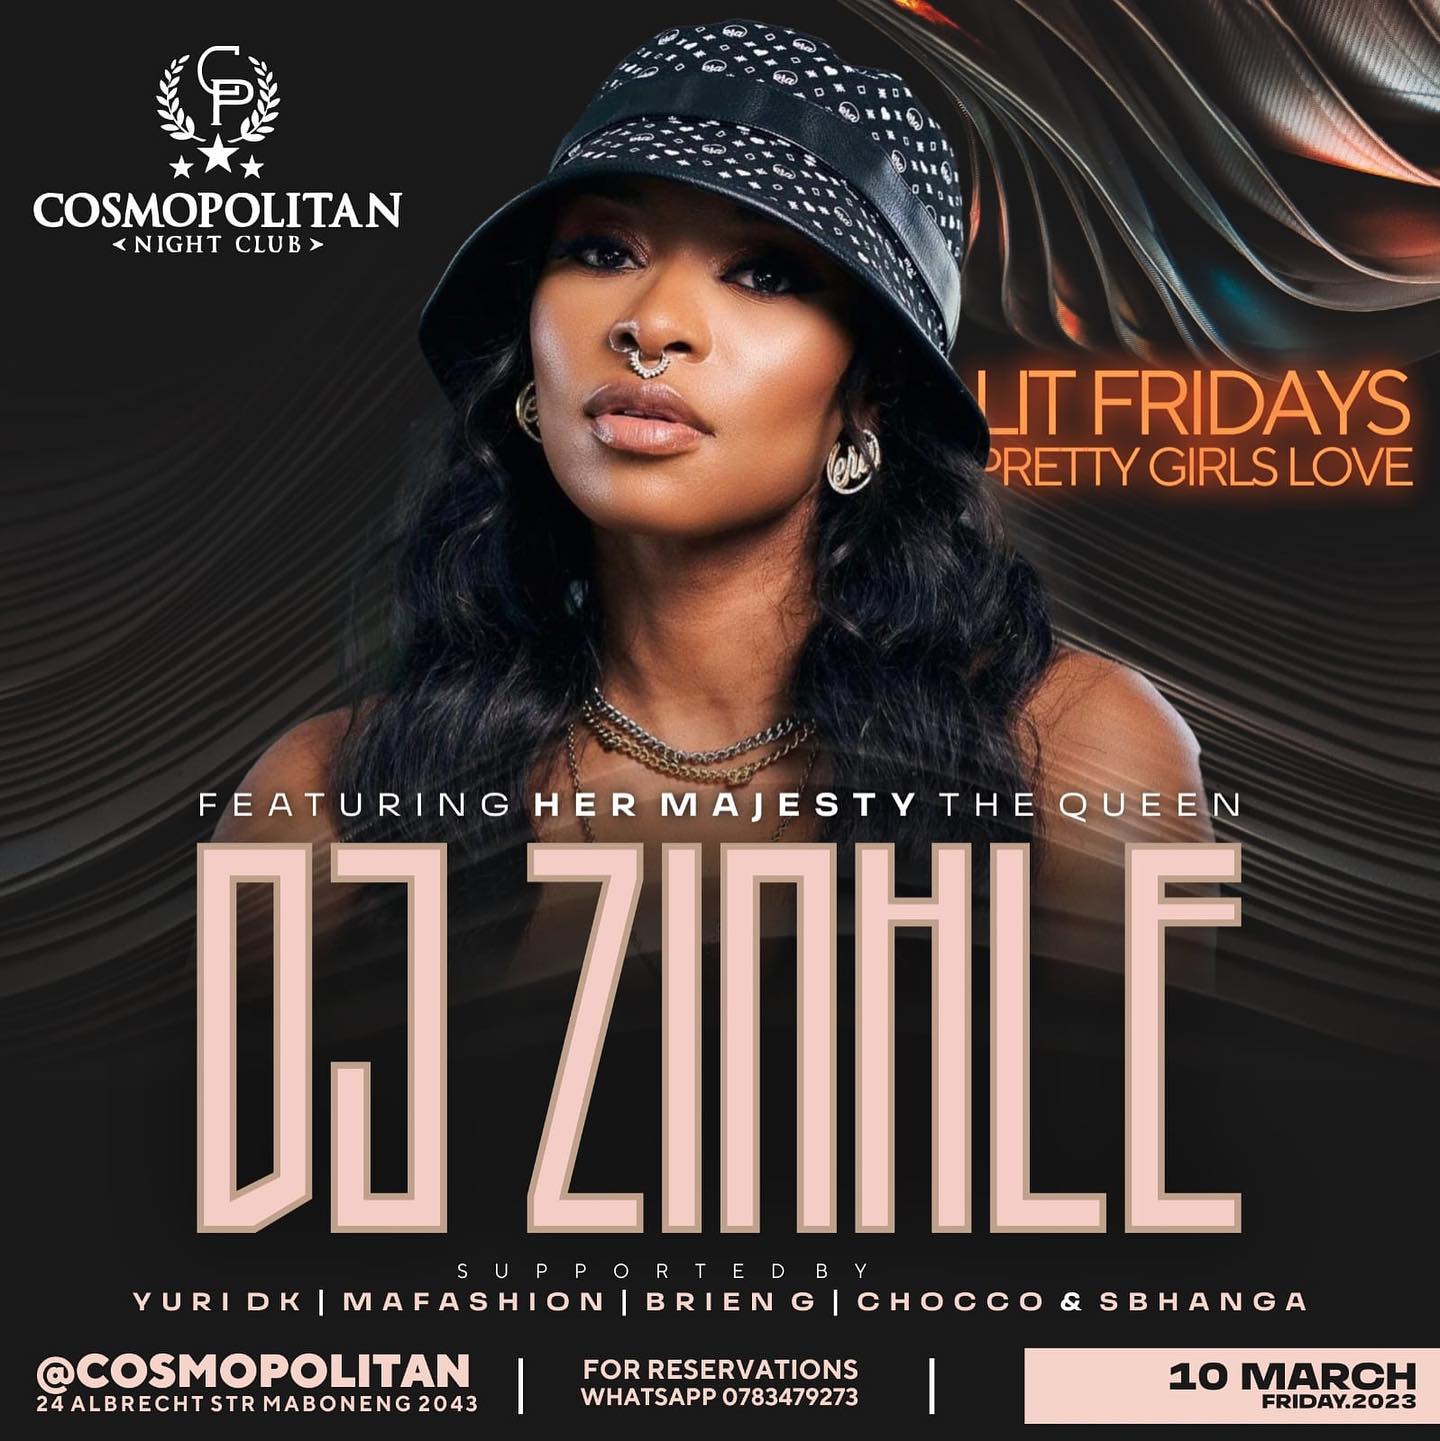 CP
COSMOPOLITAN
NIGHT CLUB
LIT FRIDAYS
PRETTY GIRLS LOVE
FEATURING HER MAJESTY THE QUEEN
DJ ZINHLE
SUPPORTED BY
YURI DK | MAFASHION | BRIEN G | CHOCCO & SBHANGA
@COSMOPOLITAN
24 ALBRECHT STR MABONENG 2043
FOR RESERVATIONS
WHATSAPP 0783479273
10 MARCH
FRIDAY.2023